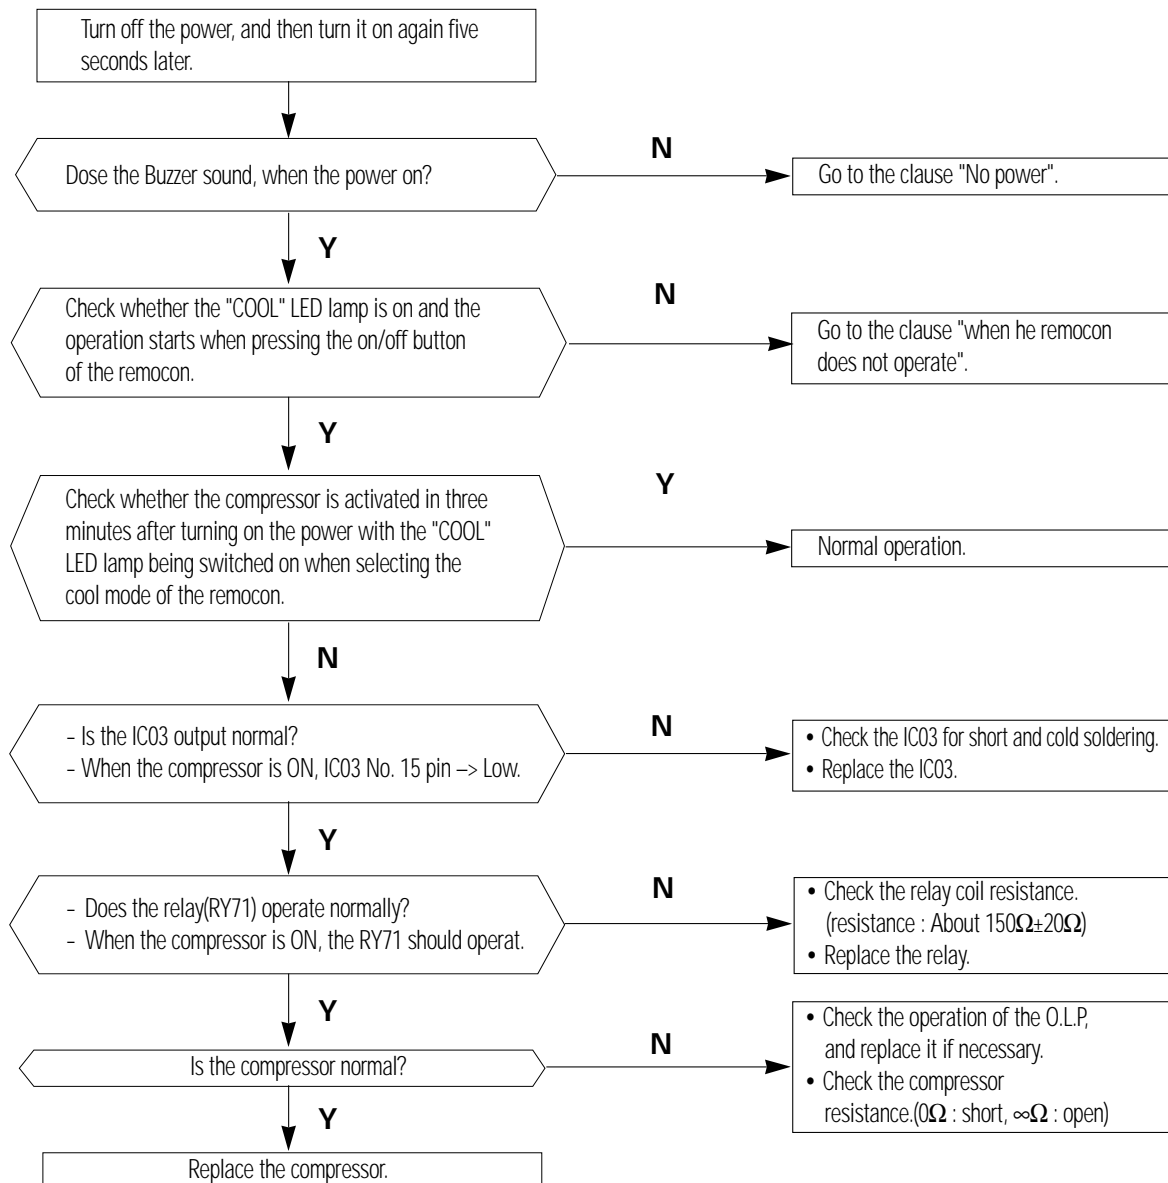 Turn off the power, and then turn it on again five
seconds later.
Dose the Buzzer sound, when the power on?
N
Go to the clause "No power".
Y
Check whether the "COOL" LED lamp is on and the
operation starts when pressing the on/off button
of the remocon.
N
Go to the clause "when he remocon
does not operate".
Y
Check whether the compressor is activated in three
minutes after turning on the power with the "COOL"
LED lamp being switched on when selecting the
cool mode of the remocon.
Y
Normal operation.
N
– Is the IC03 output normal?
– When the compressor is ON, IC03 No. 15 pin –> Low.
N
• Check the IC03 for short and cold soldering.
• Replace the IC03.
Y
– Does the relay(RY71) operate normally?
– When the compressor is ON, the RY71 should operat.
N
• Check the relay coil resistance.
(resistance : About 150Ω±20Ω)
• Replace the relay.
Y
Is the compressor normal?
N
• Check the operation of the O.L.P,
and replace it if necessary.
• Check the compressor
resistance.(0Ω : short, ∞Ω : open)
Y
Replace the compressor.